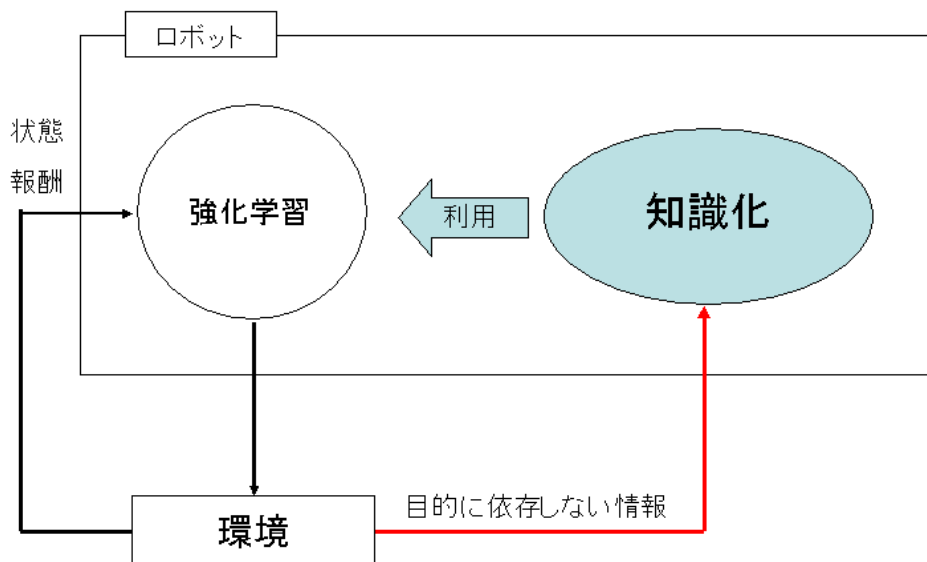 ロボット
状態
報酬
強化学習
利用
知識化
目的に依存しない情報
環境